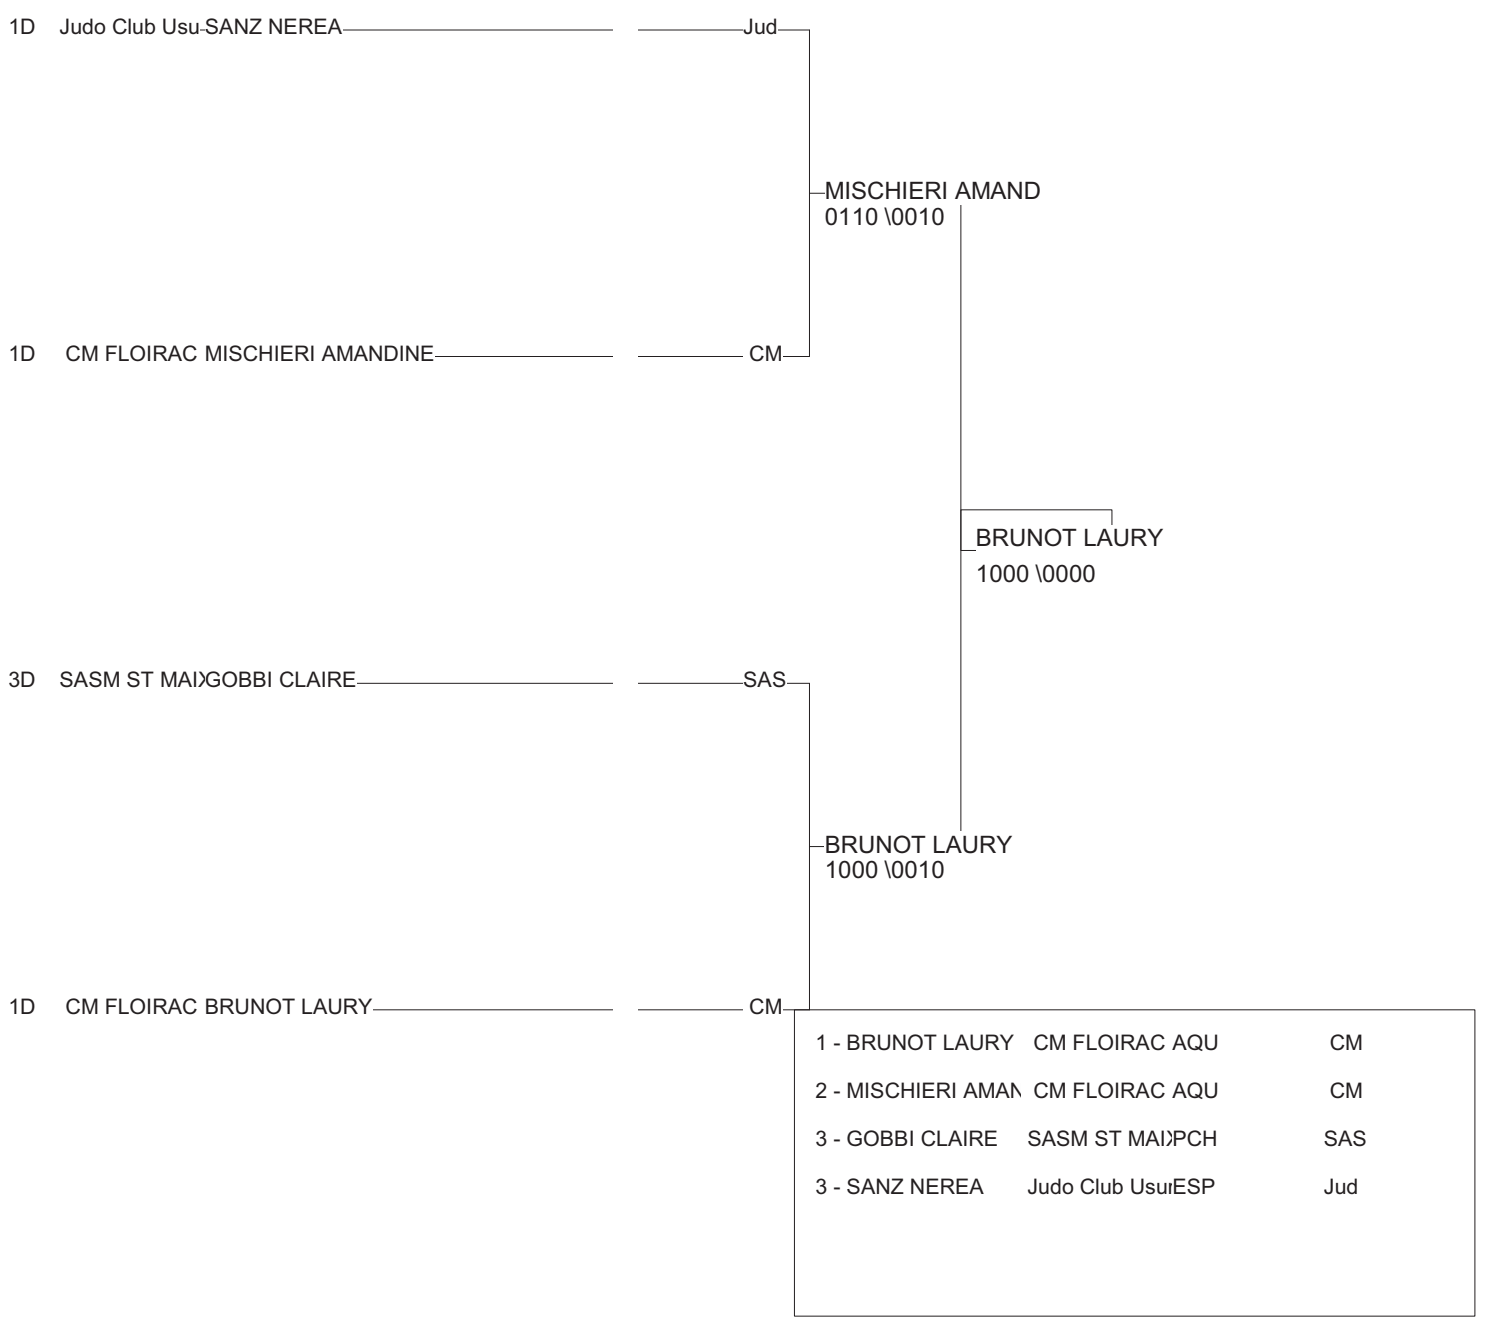 1D Judo Club Usu SANZ NEREA Jud
MISCHIERI AMAND
0110 \0010
1D CM FLOIRAC MISCHIERI AMANDINE CM
BRUNOT LAURY
1000 \0000
3D SASM ST MAIX GOBBI CLAIRE SAS
BRUNOT LAURY
1000 \0010
1D CM FLOIRAC BRUNOT LAURY CM
1 - BRUNOT LAURY CM FLOIRAC AQU CM
2 - MISCHIERI AMAN CM FLOIRAC AQU CM
3 - GOBBI CLAIRE SASM ST MAIX PCH SAS
3 - SANZ NEREA Judo Club Usur ESP Jud